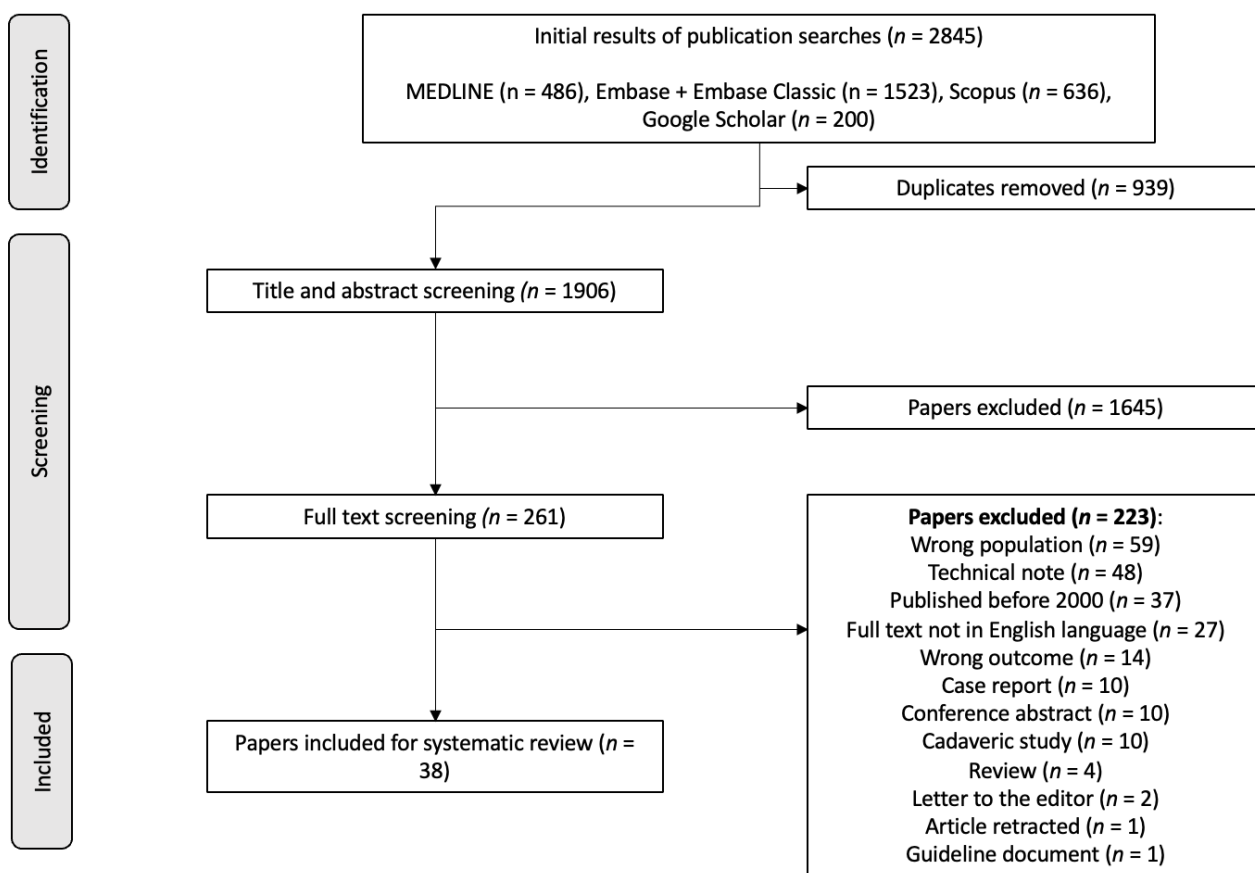 Identification
Initial results of publication searches (n = 2845)
MEDLINE (n = 486), Embase + Embase Classic (n = 1523), Scopus (n = 636),
Google Scholar (n = 200)
Duplicates removed (n = 939)
Screening
Title and abstract screening (n = 1906)
Papers excluded (n = 1645)
Full text screening (n = 261)
Papers excluded (n = 223):
Wrong population (n = 59)
Technical note (n = 48)
Published before 2000 (n = 37)
Full text not in English language (n = 27)
Wrong outcome (n = 14)
Case report (n = 10)
Conference abstract (n = 10)
Cadaveric study (n = 10)
Review (n = 4)
Letter to the editor (n = 2)
Article retracted (n = 1)
Guideline document (n = 1)
Included
Papers included for systematic review (n =
38)